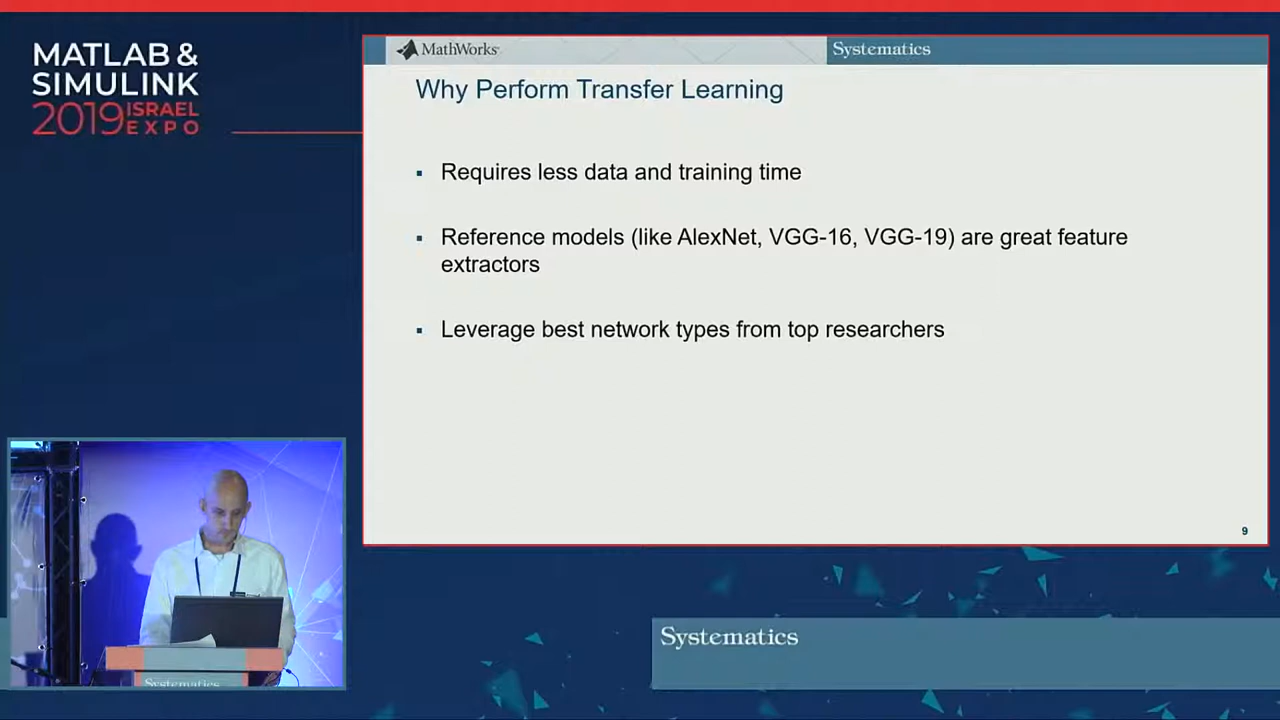 MATLAB &
SIMULINK
2019 ISRAEL
EXPO
MathWorks
Systematics
Why Perform Transfer Learning
▪ Requires less data and training time
▪ Reference models (like AlexNet, VGG-16, VGG-19) are great feature
extractors
▪ Leverage best network types from top researchers
9
Systematics
Systematics